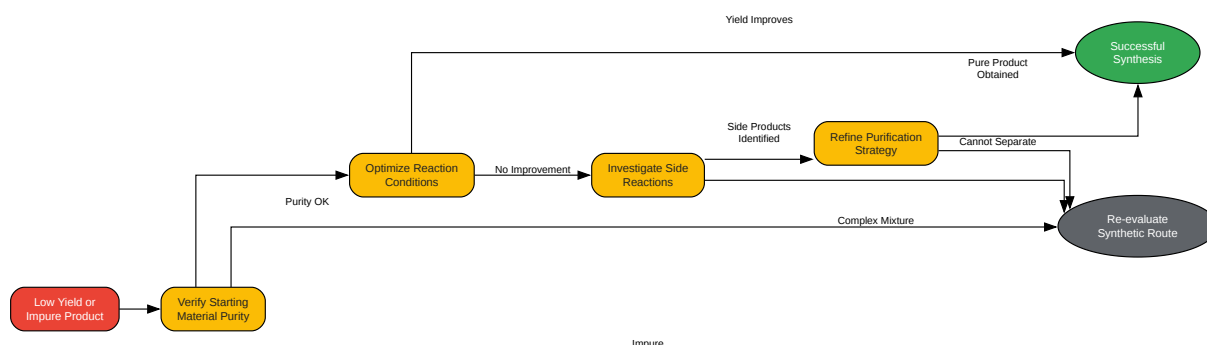 Yield Improves
Successful
Synthesis
Pure Product
Obtained
Side Products
Identified
Refine Purification
Strategy
Cannot Separate
Optimize Reaction
Conditions
No Improvement
Investigate Side
Reactions
Purity OK
Complex Mixture
Re-evaluate
Synthetic Route
Low Yield or
Impure Product
Verify Starting
Material Purity
Impure